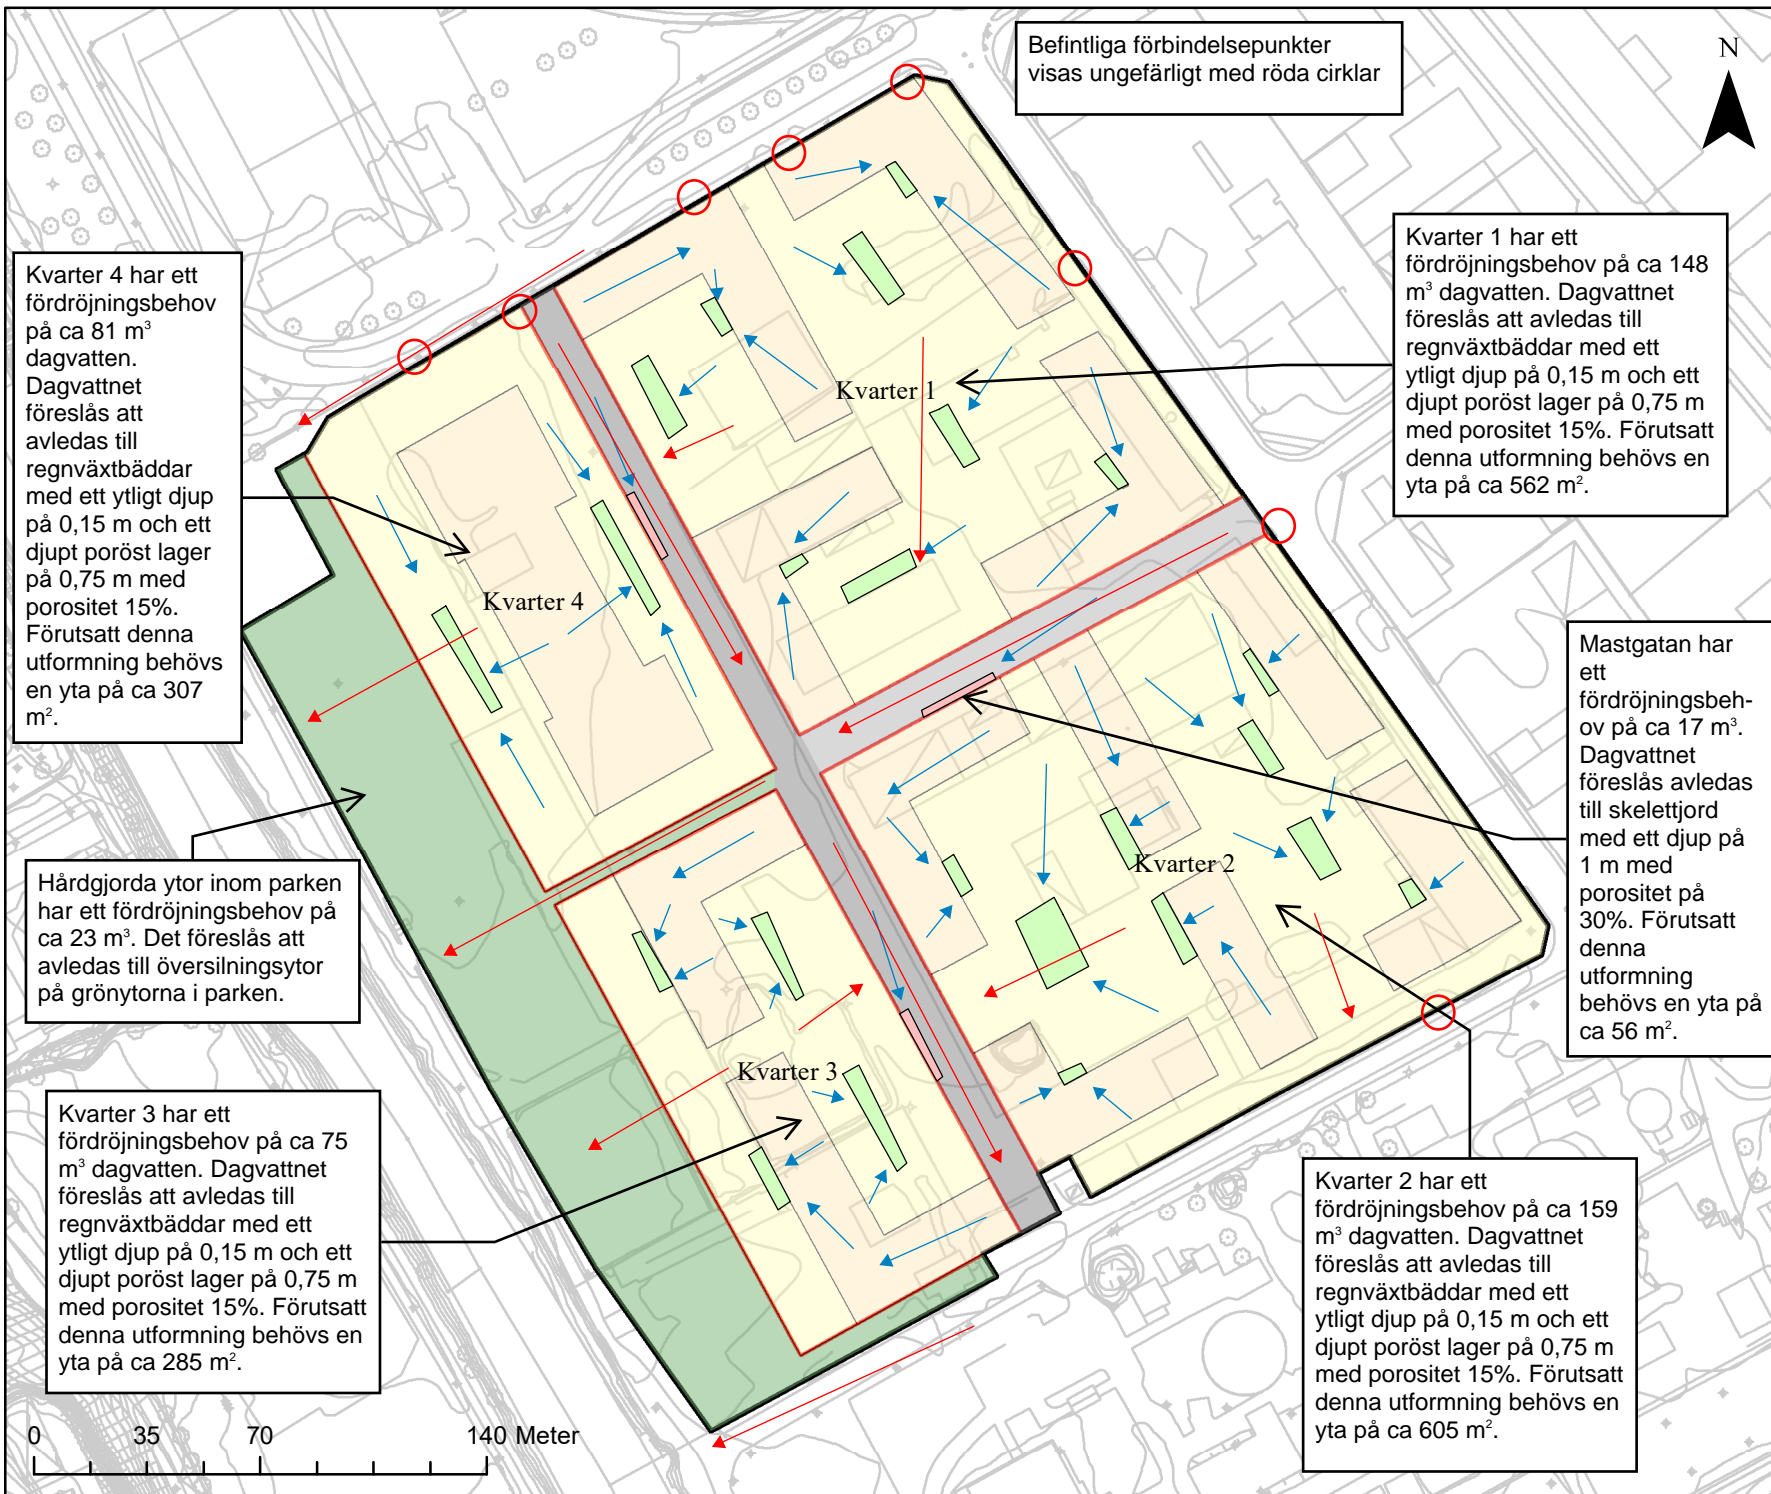 Befintliga förbindelsepunkter
visas ungefärligt med röda cirklar
N
Kvarter 4 har ett
fördröjningsbehov
på ca 81 m³
dagvatten.
Dagvattnet
föreslås att
avledas till
regnväxtbäddar
med ett ytligt djup
på 0,15 m och ett
djupt poröst lager
på 0,75 m med
porositet 15%.
Förutsatt denna
utformning behövs
en yta på ca 307
m².
Kvarter 1 har ett
fördröjningsbehov på ca 148
m³ dagvatten. Dagvattnet
föreslås att avledas till
regnväxtbäddar med ett
ytligt djup på 0,15 m och ett
djupt poröst lager på 0,75 m
med porositet 15%. Förutsatt
denna utformning behövs en
yta på ca 562 m².
Kvarter 1
Kvarter 4
Mastgatan har
ett
fördröjningsbeh-
ov på ca 17 m³.
Dagvattnet
föreslås avledas
till skelettjord
med ett djup på
1 m med
porositet på
30%. Förutsatt
denna
utformning
behövs en yta på
ca 56 m².
Kvarter 2
Hårdgjorda ytor inom parken
har ett fördröjningsbehov på
ca 23 m³. Det föreslås att
avledas till översilningsytor
på grönytorna i parken.
Kvarter 3
Kvarter 3 har ett
fördröjningsbehov på ca 75
m³ dagvatten. Dagvattnet
föreslås att avledas till
regnväxtbäddar med ett
ytligt djup på 0,15 m och ett
djupt poröst lager på 0,75 m
med porositet 15%. Förutsatt
denna utformning behövs en
yta på ca 285 m².
Kvarter 2 har ett
fördröjningsbehov på ca 159
m³ dagvatten. Dagvattnet
föreslås att avledas till
regnväxtbäddar med ett
ytligt djup på 0,15 m och ett
djupt poröst lager på 0,75 m
med porositet 15%. Förutsatt
denna utformning behövs en
yta på ca 605 m².
0 35 70 140 Meter